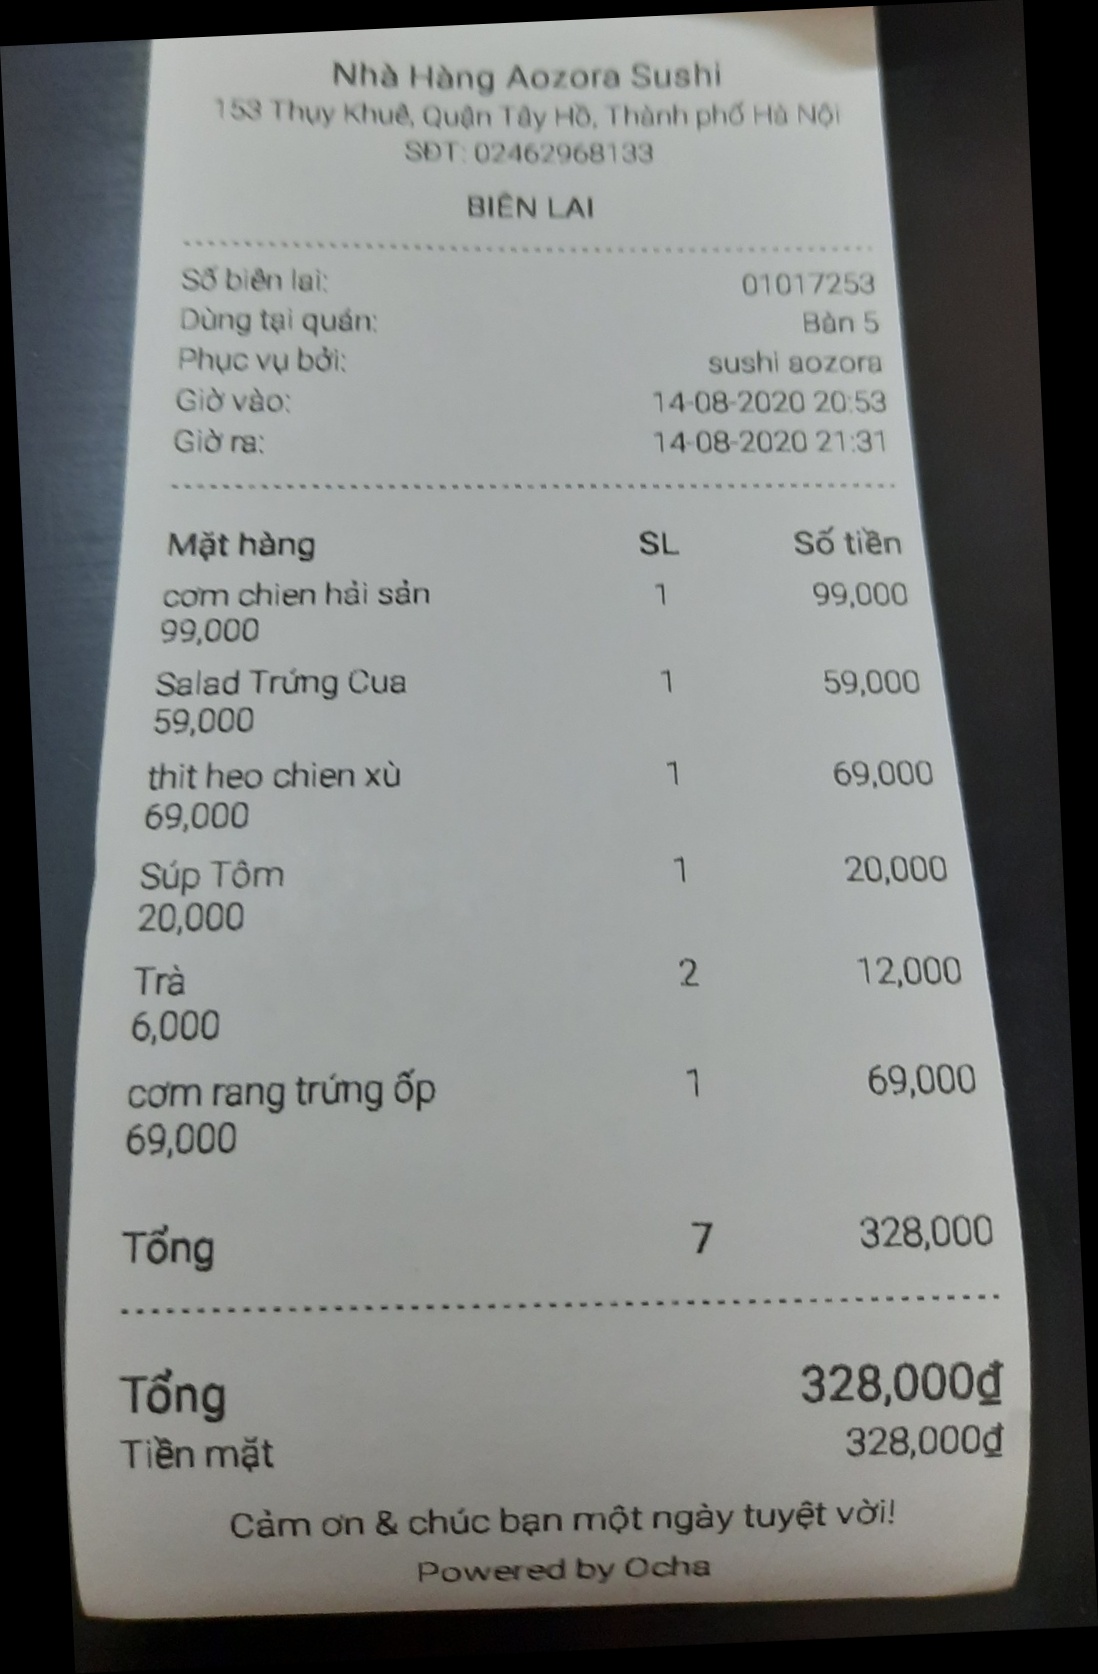 Nhà Hàng Aozora Sushi
153 Thụy Khuê, Quận Tây Hồ, Thành phố Hà Nội
SĐT: 02462968133
BIÊN LAI
Số biên lai: 01017253
Dùng tại quán: Bàn 5
Phục vụ bởi: sushi aozora
Giờ vào: 14-08-2020 20:53
Giờ ra: 14-08-2020 21:31
Mặt hàng SL Số tiền
cơm chien hải sản 1 99,000
99,000
Salad Trứng Cua 1 59,000
59,000
thit heo chien xù 1 69,000
69,000
Súp Tôm 1 20,000
20,000
Trà 2 12,000
6,000
cơm rang trứng ốp 1 69,000
69,000
Tổng 7 328,000
Tổng 328,000₫
Tiền mặt 328,000₫
Cảm ơn & chúc bạn một ngày tuyệt vời!
Powered by Ocha